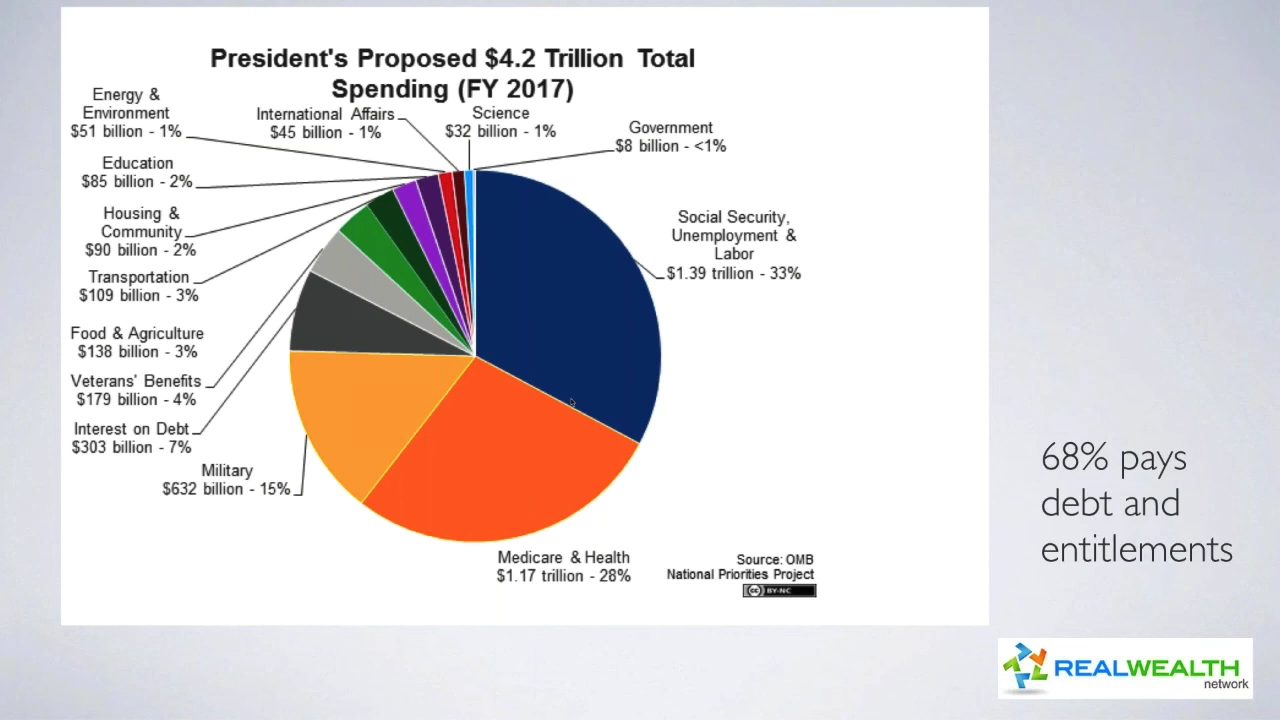 President's Proposed $4.2 Trillion Total
Spending (FY 2017)
Energy &
Environment
$51 billion - 1%
International Affairs
$45 billion - 1%
Science
$32 billion - 1%
Government
$8 billion - <1%
Education
$85 billion - 2%
Housing &
Community
$90 billion - 2%
Transportation
$109 billion - 3%
Food & Agriculture
$138 billion - 3%
Veterans' Benefits
$179 billion - 4%
Interest on Debt
$303 billion - 7%
Military
$632 billion - 15%
Social Security,
Unemployment &
Labor
$1.39 trillion - 33%
Medicare & Health
$1.17 trillion - 28%
Source: OMB
National Priorities Project
cc BY-NC
68% pays
debt and
entitlements
REALWEALTH
network